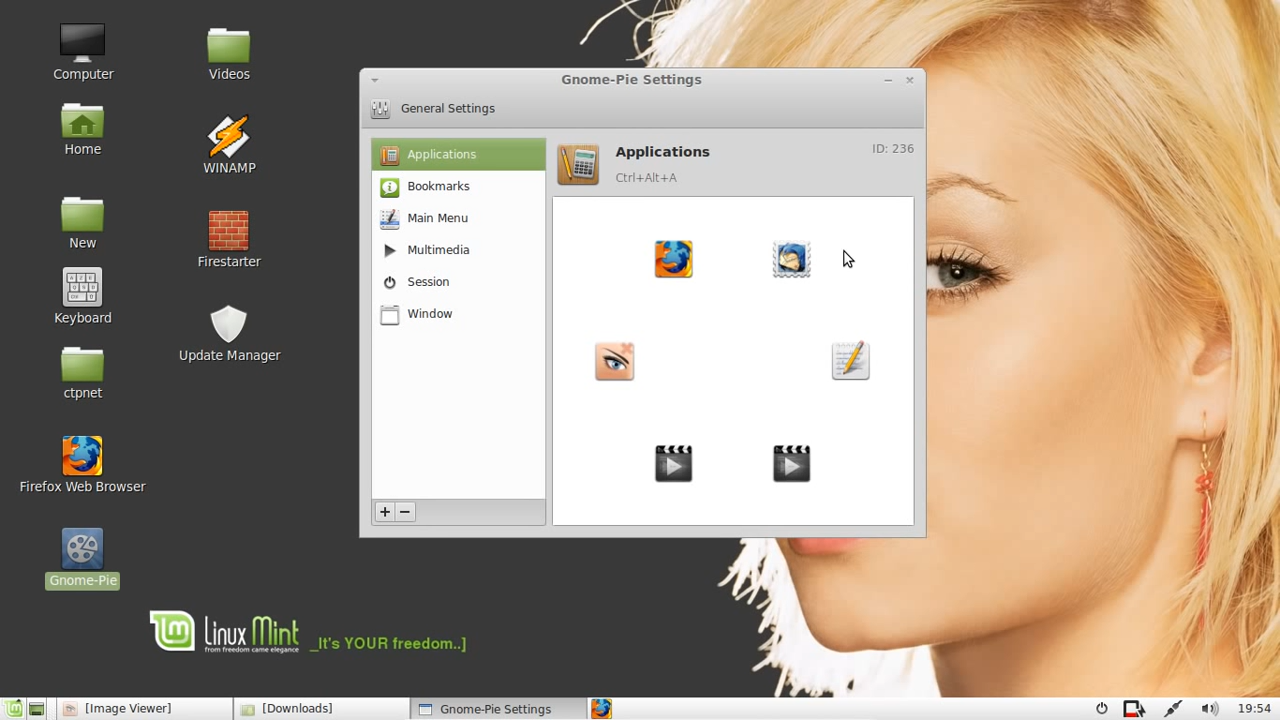 Computer
Videos
Home
WINAMP
New
Firestarter
Keyboard
Update Manager
ctpnet
Firefox Web Browser
Gnome-Pie
Gnome-Pie Settings
General Settings
Applications
Bookmarks
Main Menu
Multimedia
Session
Window
Applications
ID: 236
Ctrl+Alt+A
Linux Mint
from freedom came elegance
_It's YOUR freedom..]
[Image Viewer]
[Downloads]
Gnome-Pie Settings
19:54